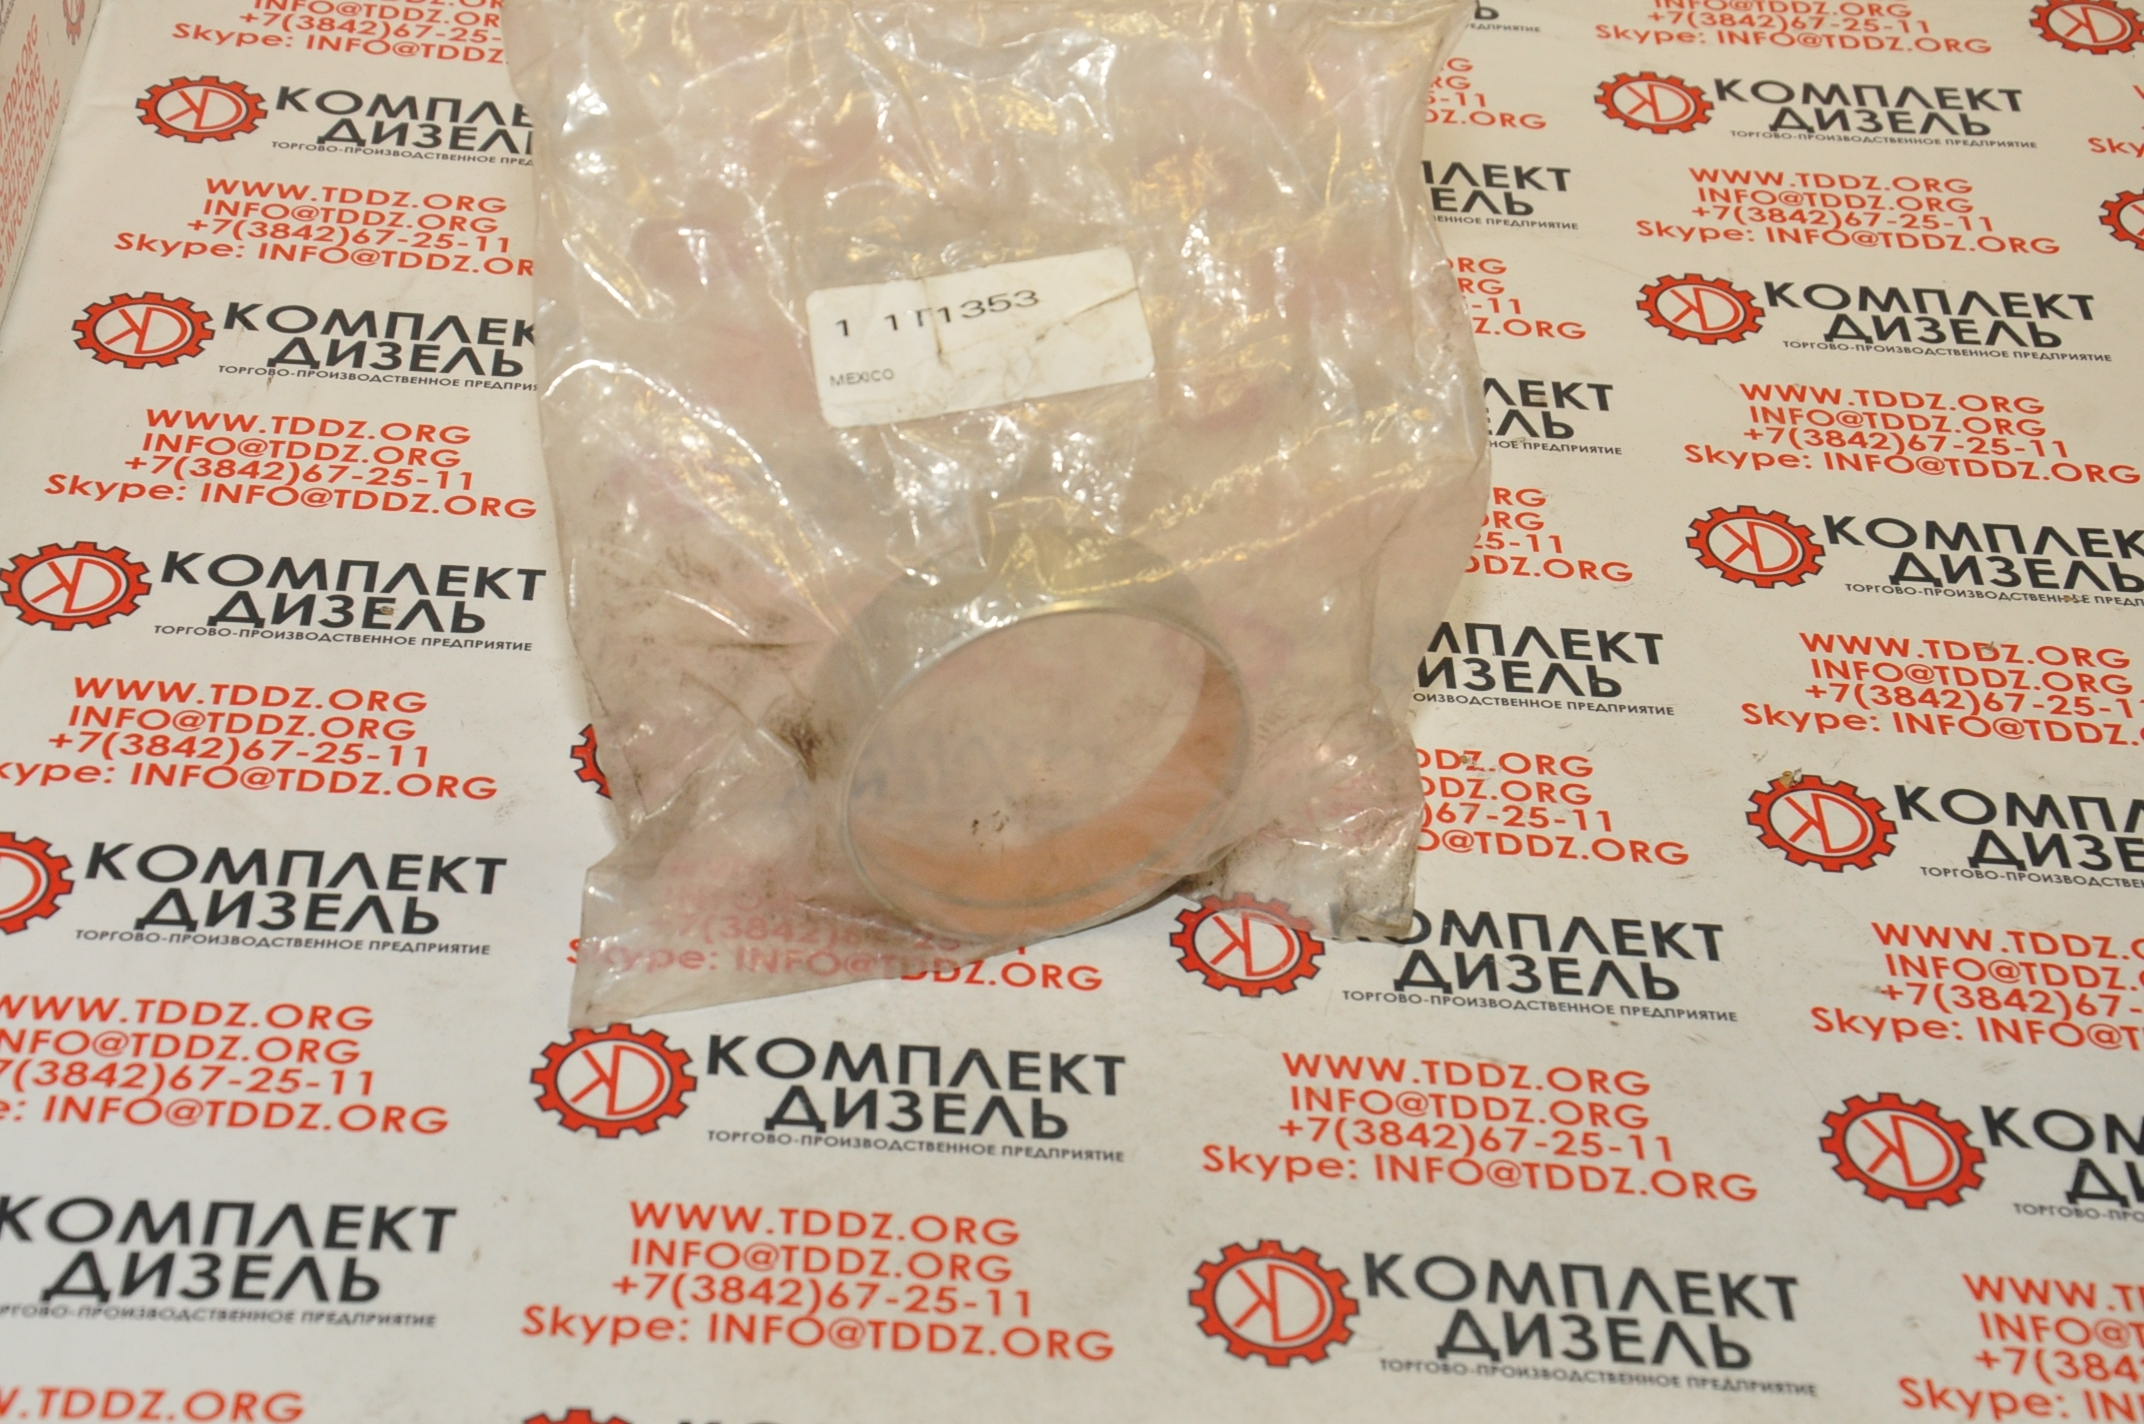 1 1T1353
MEXICO
КОМПЛЕКТ
ДИЗЕЛЬ
ТОРГОВО-ПРОИЗВОДСТВЕННОЕ ПРЕДПРИЯТИЕ
WWW.TDDZ.ORG
INFO@TDDZ.ORG
+7(3842)67-25-11
Skype: INFO@TDDZ.ORG